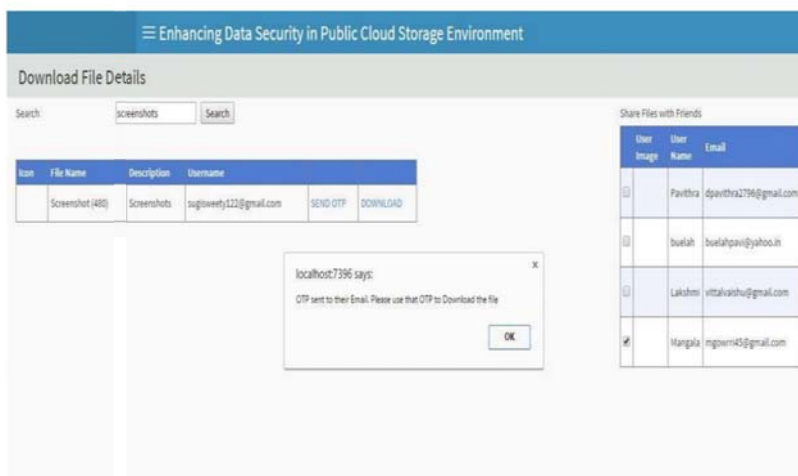 ☰ Enhancing Data Security in Public Cloud Storage Environment
Download File Details
Search: screenshots Search
Icon File Name Description Username
Screenshot (480) Screenshots sugisweety122@gmail.com SEND OTP DOWNLOAD
localhost:7396 says: x
OTP sent to their Email. Please use that OTP to Download the file
OK
Share Files with Friends
User Image User Name Email
Pavithra dpavithra2796@gmail.com
buelah buelahpavi@yahoo.in
Lakshmi vittalvaishu@gmail.com
Mangala mgowrri45@gmail.com